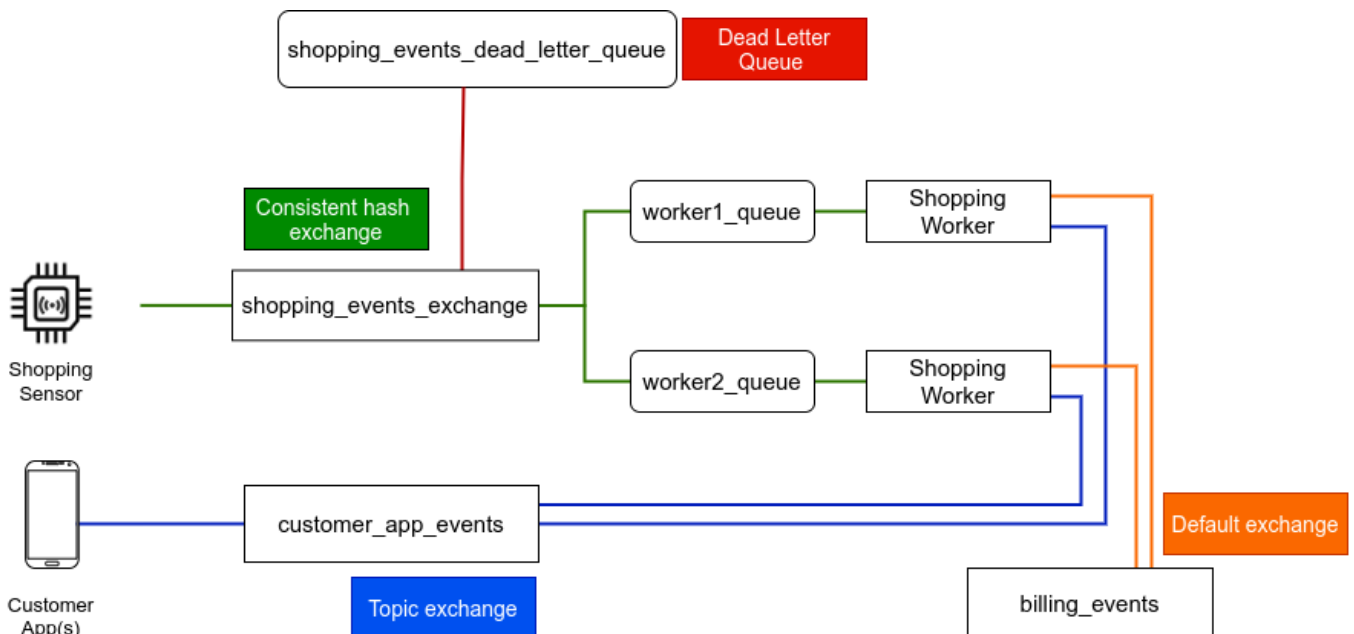 shopping_events_dead_letter_queue
Dead Letter
Queue
Consistent hash
exchange
worker1_queue
Shopping
Worker
shopping_events_exchange
Shopping
Sensor
worker2_queue
Shopping
Worker
customer_app_events
Default exchange
Customer
App(s)
Topic exchange
billing_events